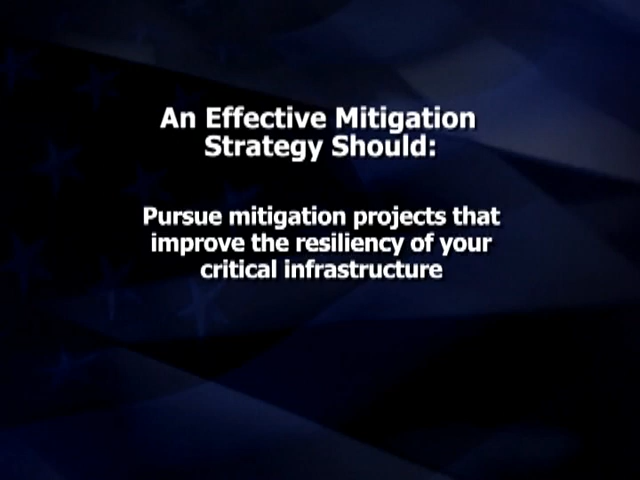 An Effective Mitigation
Strategy Should:
Pursue mitigation projects that
improve the resiliency of your
critical infrastructure